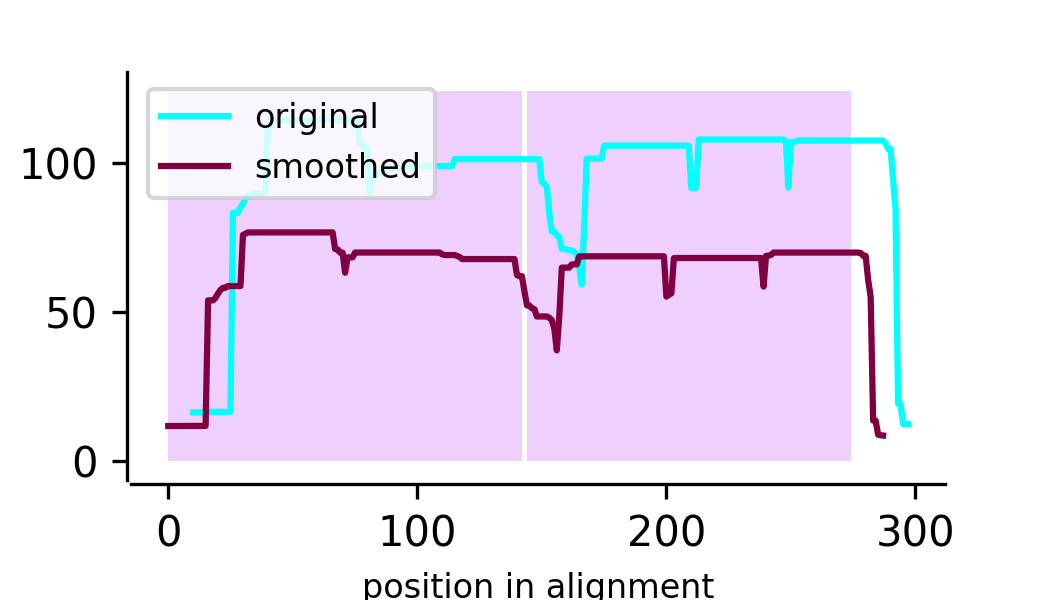 original
smoothed
100
50
0
0 100 200 300
position in alignment